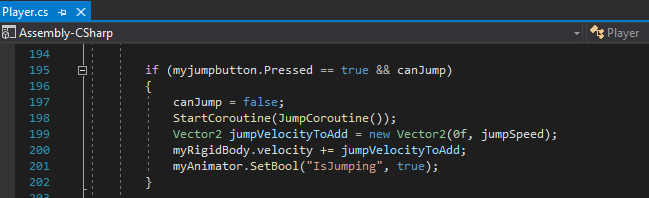 Player.cs
Assembly-CSharp Player
194
195 if (myjumpbutton.Pressed == true && canJump)
196 {
197 canJump = false;
198 StartCoroutine(JumpCoroutine());
199 Vector2 jumpVelocityToAdd = new Vector2(0f, jumpSpeed);
200 myRigidBody.velocity += jumpVelocityToAdd;
201 myAnimator.SetBool("IsJumping", true);
202 }
203